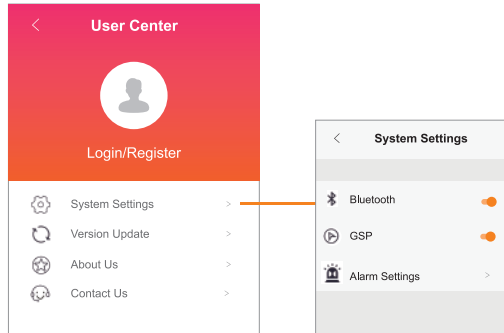 User Center
Login/Register
System Settings
Version Update
About Us
Contact Us
System Settings
Bluetooth
GSP
Alarm Settings